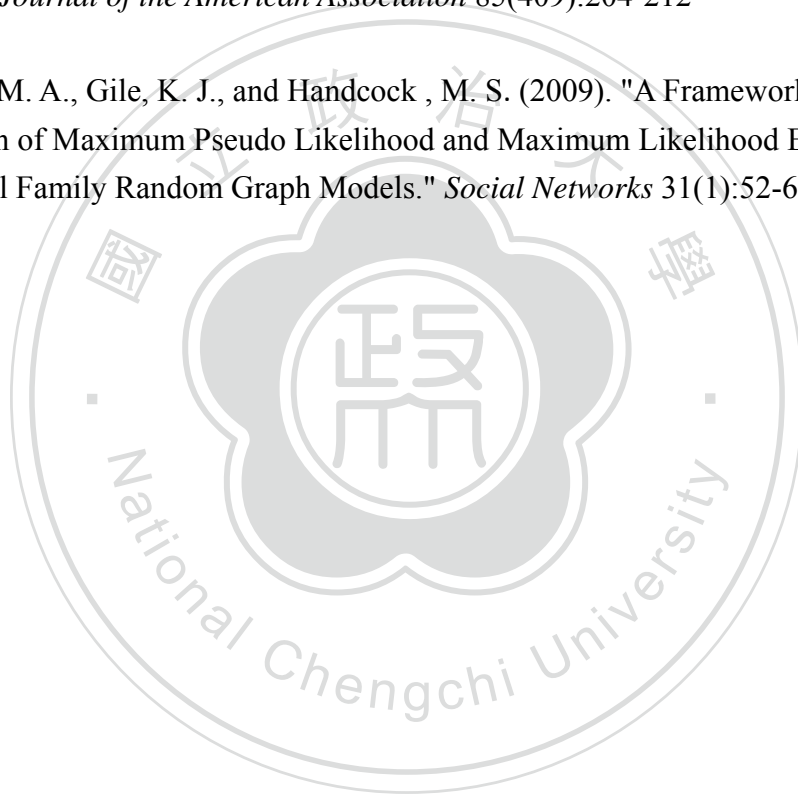 Journal of the American Association 85(409):204-212
M. A., Gile, K. J., and Handcock , M. S. (2009). "A Framework
of Maximum Pseudo Likelihood and Maximum Likelihood
Family Random Graph Models." Social Networks 31(1):52-6
國立政治大學
政
National Chengchi University